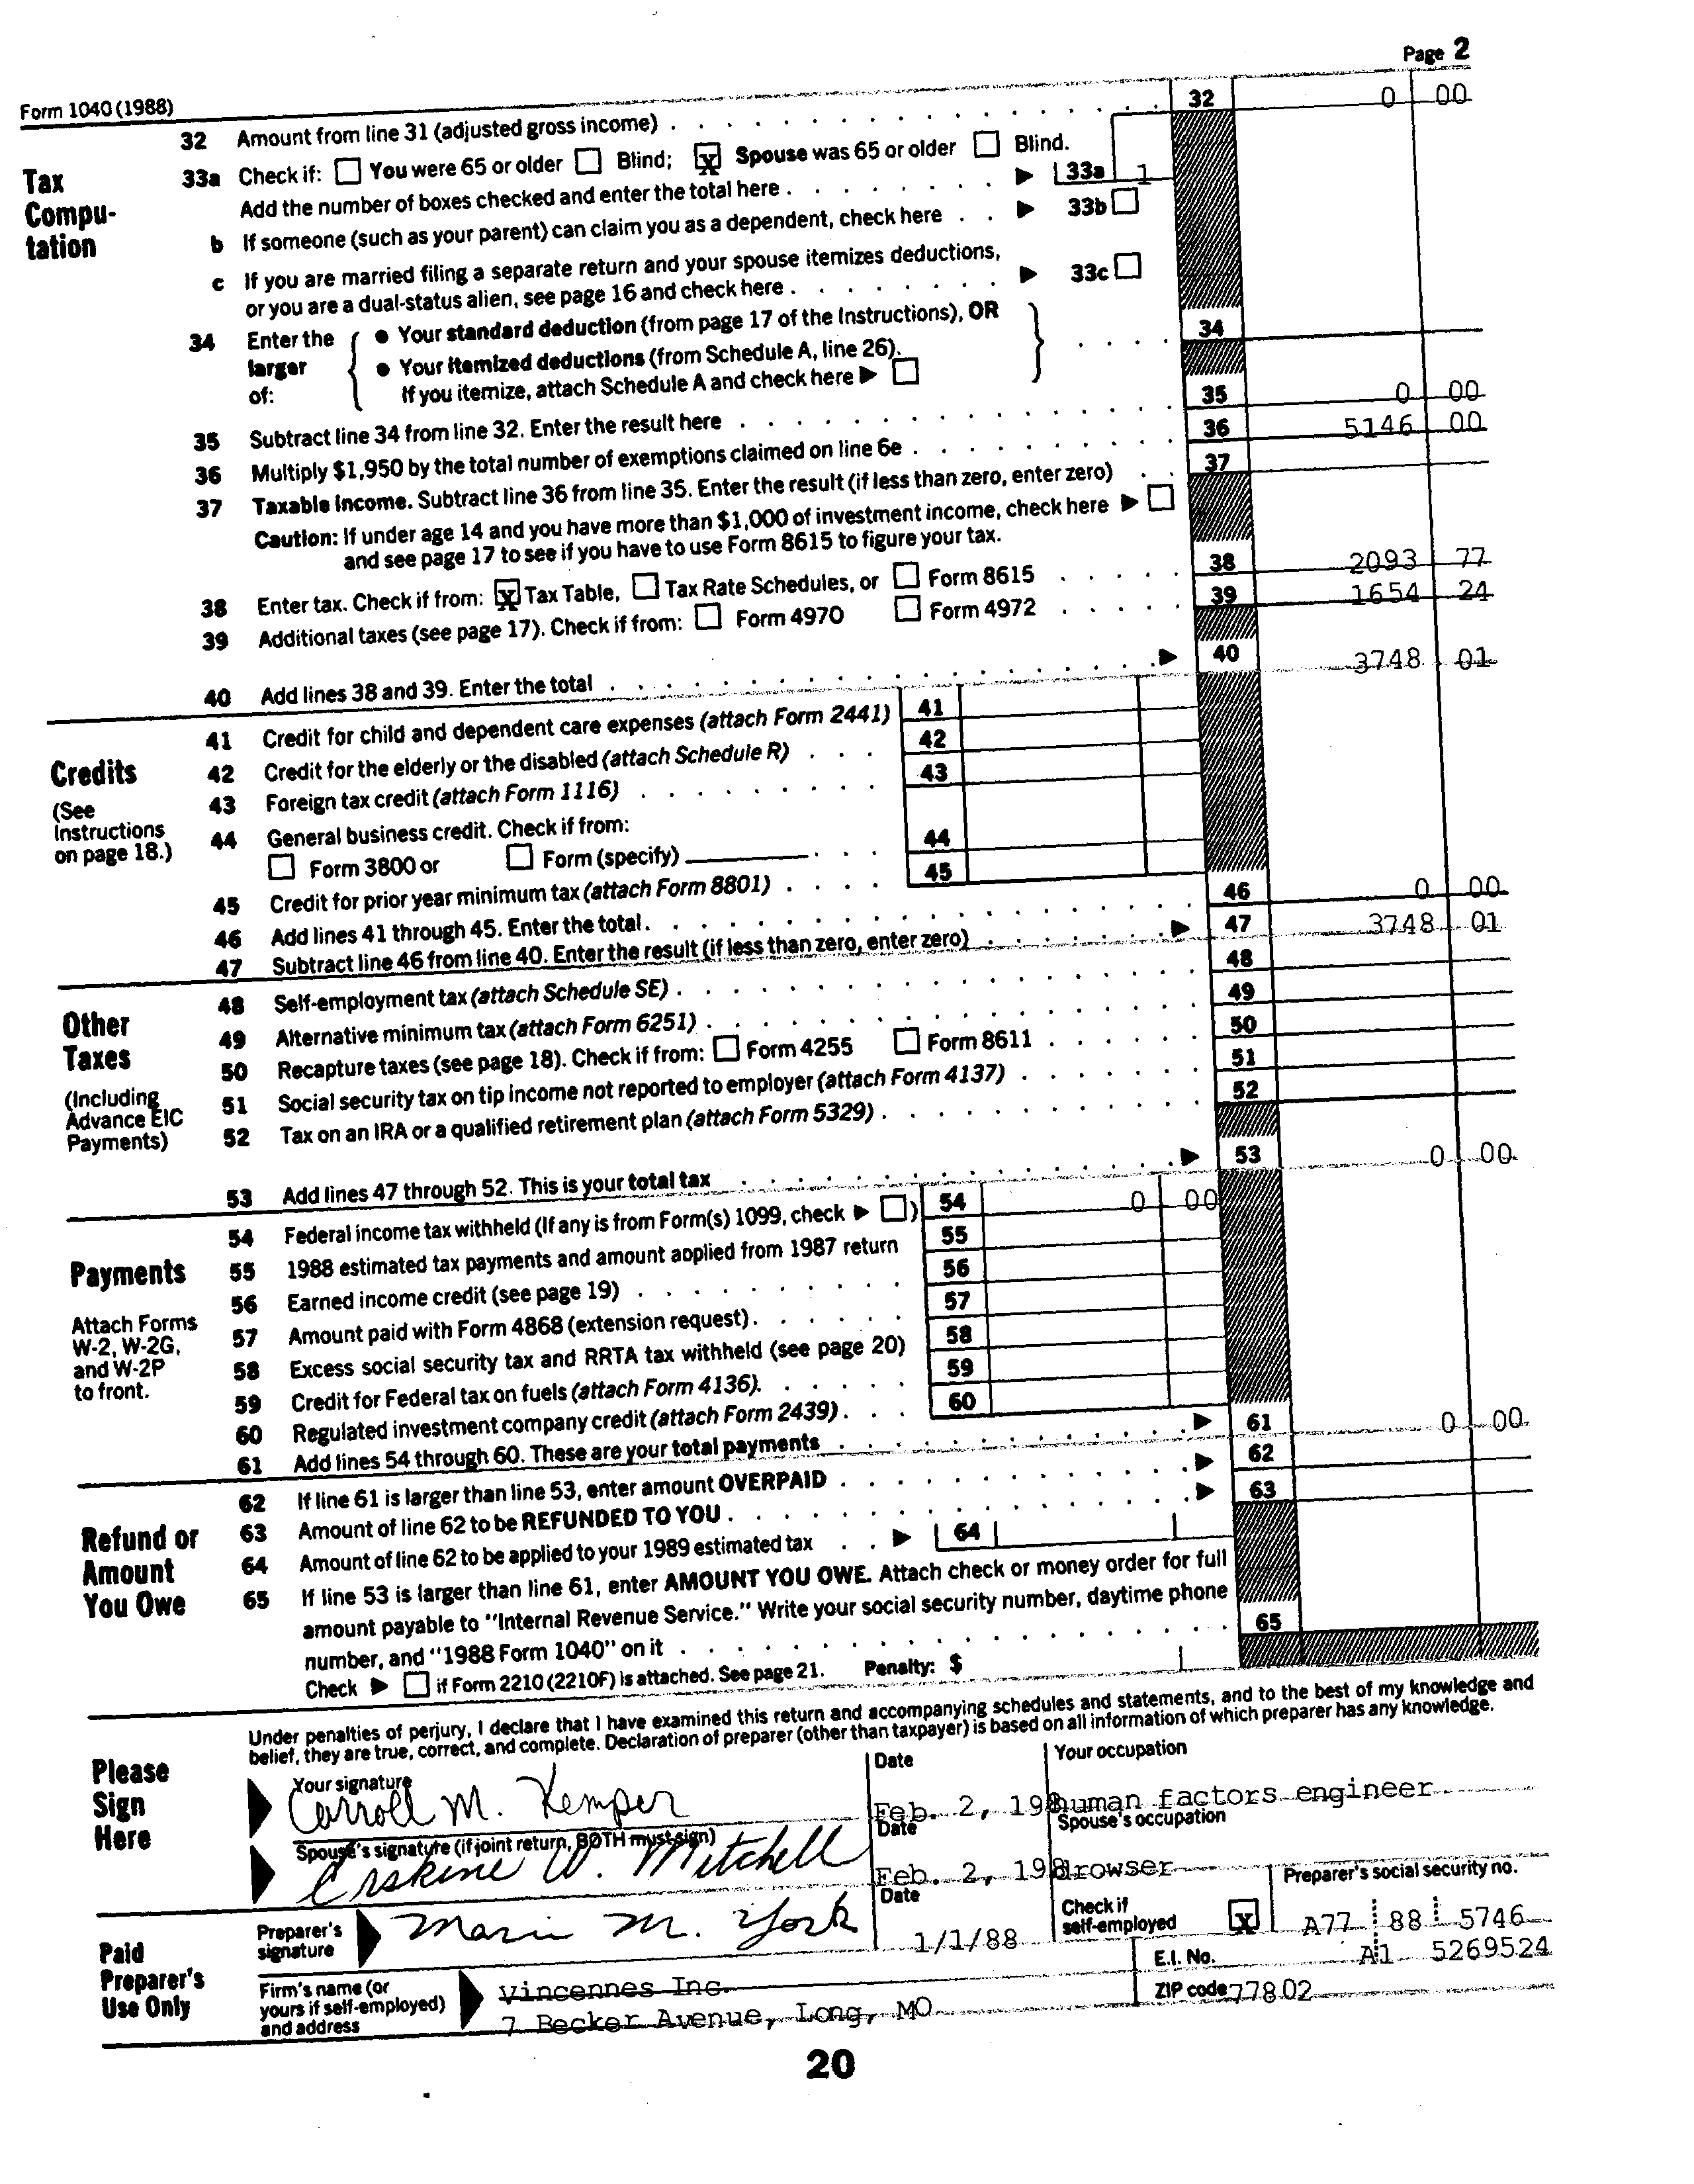 Page 2
Form 1040 (1988)
32 Amount from line 31 (adjusted gross income) 32 0 00
Tax Compu-tation
33a Check if: You were 65 or older Blind; X Spouse was 65 or older Blind.
Add the number of boxes checked and enter the total here 33a 1
b If someone (such as your parent) can claim you as a dependent, check here 33b
c If you are married filing a separate return and your spouse itemizes deductions,
or you are a dual-status alien, see page 16 and check here 33c
34 Enter the larger of: • Your standard deduction (from page 17 of the Instructions), OR 34
• Your itemized deductions (from Schedule A, line 26).
If you itemize, attach Schedule A and check here
35 Subtract line 34 from line 32. Enter the result here 35 0 00
36 Multiply $1,950 by the total number of exemptions claimed on line 6e 36 5146 00
37 Taxable income. Subtract line 36 from line 35. Enter the result (if less than zero, enter zero) 37
Caution: If under age 14 and you have more than $1,000 of investment income, check here
and see page 17 to see if you have to use Form 8615 to figure your tax.
38 Enter tax. Check if from: X Tax Table, Tax Rate Schedules, or Form 8615 38 2093 77
39 Additional taxes (see page 17). Check if from: Form 4970 Form 4972 39 1654 24
40 Add lines 38 and 39. Enter the total 40 3748 01
Credits
(See Instructions on page 18.)
41 Credit for child and dependent care expenses (attach Form 2441) 41
42 Credit for the elderly or the disabled (attach Schedule R) 42
43 Foreign tax credit (attach Form 1116) 43
44 General business credit. Check if from:
Form 3800 or Form (specify) 44
45 Credit for prior year minimum tax (attach Form 8801) 45
46 Add lines 41 through 45. Enter the total 46 0 00
47 Subtract line 46 from line 40. Enter the result (if less than zero, enter zero) 47 3748 01
Other Taxes
(Including Advance EIC Payments)
48 Self-employment tax (attach Schedule SE) 48
49 Alternative minimum tax (attach Form 6251) 49
50 Recapture taxes (see page 18). Check if from: Form 4255 Form 8611 50
51 Social security tax on tip income not reported to employer (attach Form 4137) 51
52 Tax on an IRA or a qualified retirement plan (attach Form 5329) 52
53 Add lines 47 through 52. This is your total tax 53 0 00
Payments
Attach Forms W-2, W-2G, and W-2P to front.
54 Federal income tax withheld (If any is from Form(s) 1099, check ) 54 0 00
55 1988 estimated tax payments and amount applied from 1987 return 55
56 Earned income credit (see page 19) 56
57 Amount paid with Form 4868 (extension request) 57
58 Excess social security tax and RRTA tax withheld (see page 20) 58
59 Credit for Federal tax on fuels (attach Form 4136) 59
60 Regulated investment company credit (attach Form 2439) 60
61 Add lines 54 through 60. These are your total payments 61 0 00
Refund or Amount You Owe
62 If line 61 is larger than line 53, enter amount OVERPAID 62
63 Amount of line 62 to be REFUNDED TO YOU 63
64 Amount of line 62 to be applied to your 1989 estimated tax 64
65 If line 53 is larger than line 61, enter AMOUNT YOU OWE. Attach check or money order for full
amount payable to "Internal Revenue Service." Write your social security number, daytime phone
number, and "1988 Form 1040" on it 65
Check if Form 2210 (2210F) is attached. See page 21. Penalty: $
Please Sign Here
Under penalties of perjury, I declare that I have examined this return and accompanying schedules and statements, and to the best of my knowledge and
belief, they are true, correct, and complete. Declaration of preparer (other than taxpayer) is based on all information of which preparer has any knowledge.
Your signature Date Your occupation
Carroll M. Kemper Feb. 2, 198 human factors engineer
Spouse's signature (if joint return, BOTH must sign) Date Spouse's occupation
Erskine W. Mitchell Feb. 2, 198 browser
Paid Preparer's Use Only
Preparer's signature Date Check if self-employed Preparer's social security no.
Mari M. York 1/1/88 X A77 88 5746
Firm's name (or yours if self-employed) and address E.I. No. A1 5269524
Vincennes Inc.
7 Becker Avenue, Long, MO ZIP code 77802
20